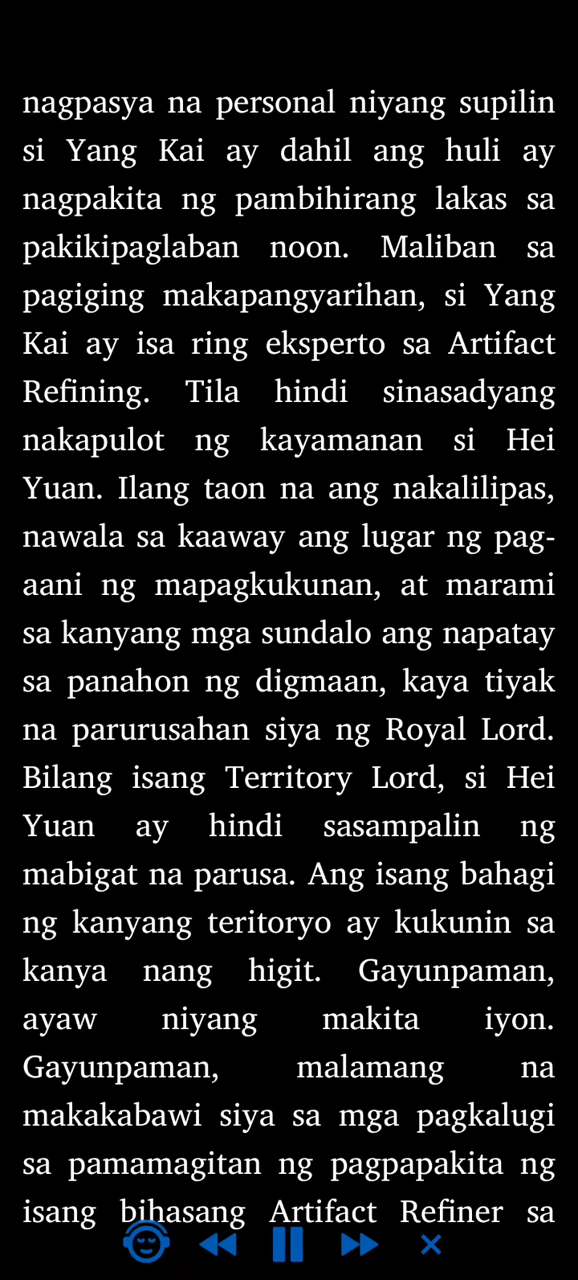 nagpasya na personal niyang supilin
si Yang Kai ay dahil ang huli ay
nagpakita ng pambihirang lakas sa
pakikipaglaban noon. Maliban sa
pagiging makapangyarihan, si Yang
Kai ay isa ring eksperto sa Artifact
Refining. Tila hindi sinasadyang
nakapulot ng kayamanan si Hei
Yuan. Ilang taon na ang nakalilipas,
nawala sa kaaway ang lugar ng pag-
aani ng mapagkukunan, at marami
sa kanyang mga sundalo ang napatay
sa panahon ng digmaan, kaya tiyak
na parurusahan siya ng Royal Lord.
Bilang isang Territory Lord, si Hei
Yuan ay hindi sasampalin ng
mabigat na parusa. Ang isang bahagi
ng kanyang teritoryo ay kukunin sa
kanya nang higit. Gayunpaman,
ayaw niyang makita iyon.
Gayunpaman, malamang na
makakabawi siya sa mga pagkalugi
sa pamamagitan ng pagpapakita ng
isang bihasang Artifact Refiner sa